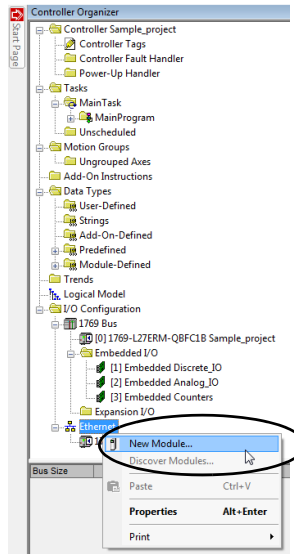 Controller Organizer
Start Page
Controller Sample_project
Controller Tags
Controller Fault Handler
Power-Up Handler
Tasks
MainTask
MainProgram
Unscheduled
Motion Groups
Ungrouped Axes
Add-On Instructions
Data Types
User-Defined
Strings
Add-On-Defined
Predefined
Module-Defined
Trends
Logical Model
I/O Configuration
1769 Bus
[0] 1769-L27ERM-QBFC1B Sample_project
Embedded I/O
[1] Embedded Discrete_IO
[2] Embedded Analog_IO
[3] Embedded Counters
Expansion I/O
Ethernet
New Module...
Discover Modules...
Bus Size
Paste Ctrl+V
Properties Alt+Enter
Print